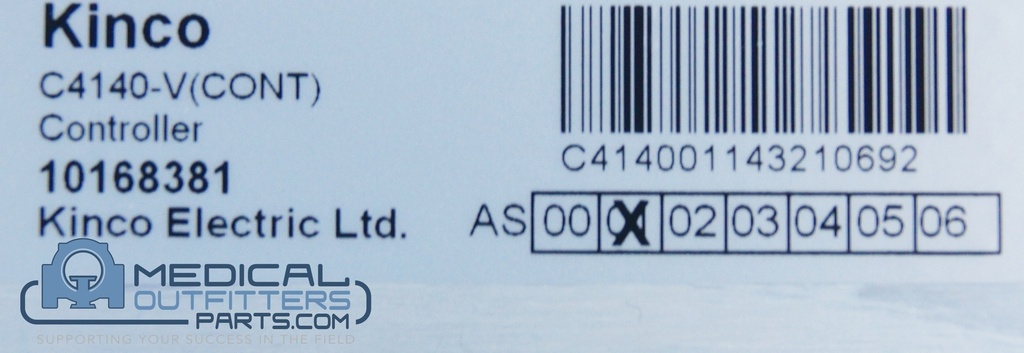 Kinco
C4140-V(CONT)
Controller
10168381
Kinco Electric Ltd.
C414001143210692
AS 00 X 02 03 04 05 06
MEDICAL
OUTFITTERS
PARTS.COM
SUPPORTING YOUR SUCCESS IN THE FIELD